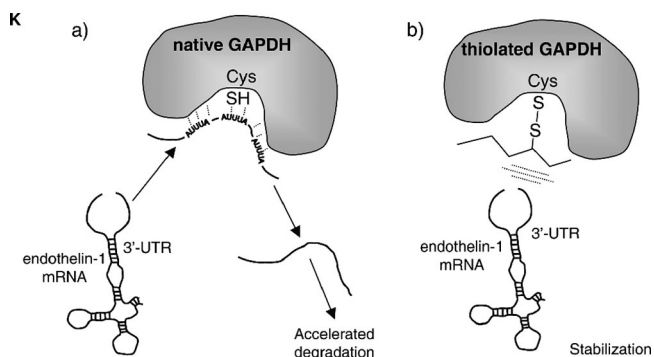 K
a)
native GAPDH
Cys
SH
AUUUA
AUUUA
AUUUA
3'-UTR
endothelin-1
mRNA
Accelerated
degradation
b)
thiolated GAPDH
Cys
S
S
3'-UTR
endothelin-1
mRNA
Stabilization